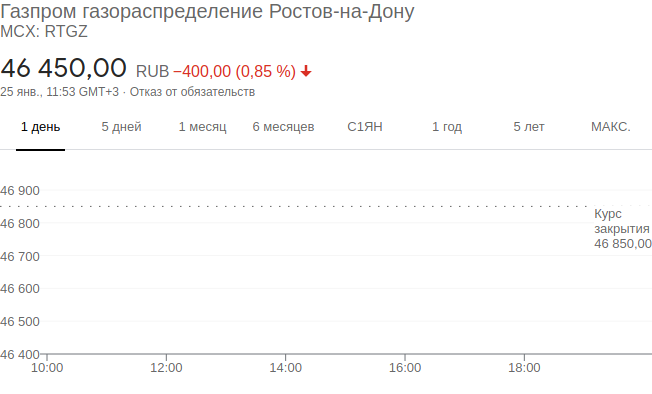 Газпром газораспределение Ростов-на-Дону
MCX: RTGZ
46 450,00 RUB −400,00 (0,85 %)
25 янв., 11:53 GMT+3 · Отказ от обязательств
1 день 5 дней 1 месяц 6 месяцев С1ЯН 1 год 5 лет МАКС.
46 900
46 800
Курс
закрытия
46 850,00
46 700
46 600
46 500
46 400
10:00 12:00 14:00 16:00 18:00